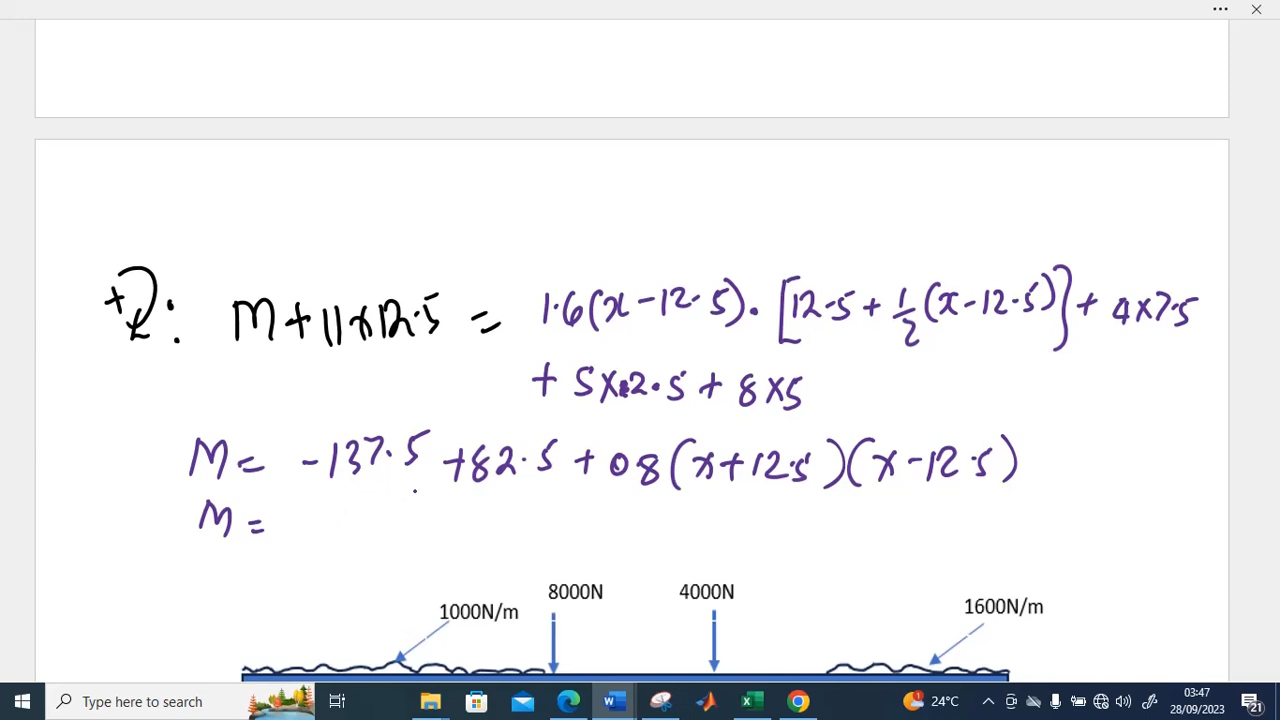 + : M + 11×12.5 = 1.6(x-12.5).[12.5 + 1/2(x-12.5)] + 4×7.5
+ 5×2.5 + 8×5
M = -137.5 + 82.5 + 08(x+12.5)(x-12.5)
M =
8000N 4000N
1000N/m 1600N/m
Type here to search
24°C
03:47
28/09/2023
21